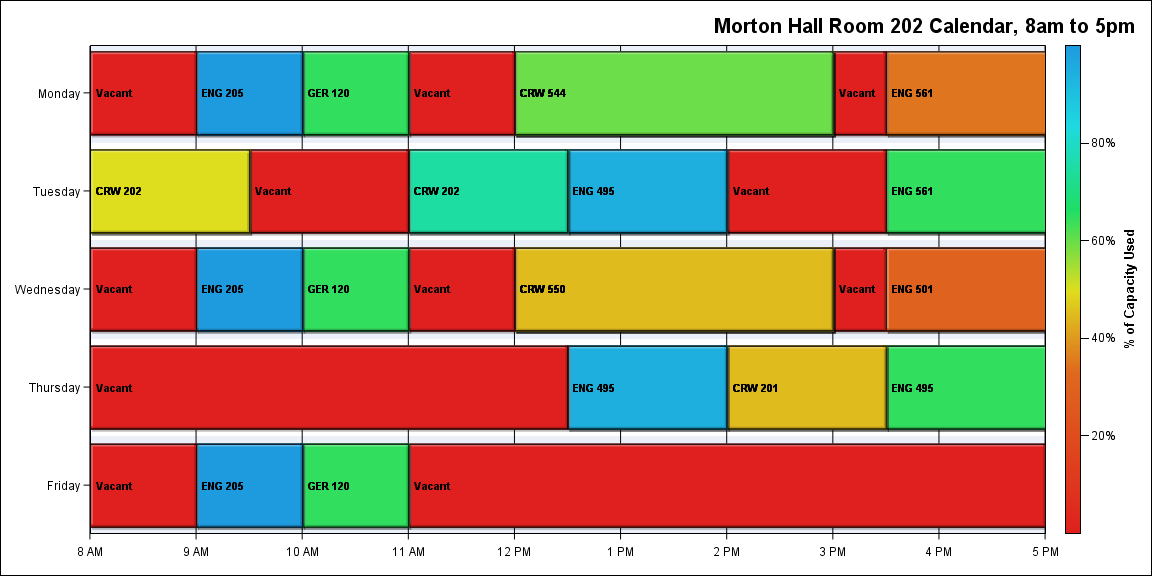 Morton Hall Room 202 Calendar, 8am to 5pm
Monday
Vacant
ENG 205
GER 120
Vacant
CRW 544
Vacant
ENG 561
Tuesday
CRW 202
Vacant
CRW 202
ENG 495
Vacant
ENG 561
Wednesday
Vacant
ENG 205
GER 120
Vacant
CRW 550
Vacant
ENG 501
Thursday
Vacant
ENG 495
CRW 201
ENG 495
Friday
Vacant
ENG 205
GER 120
Vacant
8 AM
9 AM
10 AM
11 AM
12 PM
1 PM
2 PM
3 PM
4 PM
5 PM
80%
60%
40%
20%
% of Capacity Used